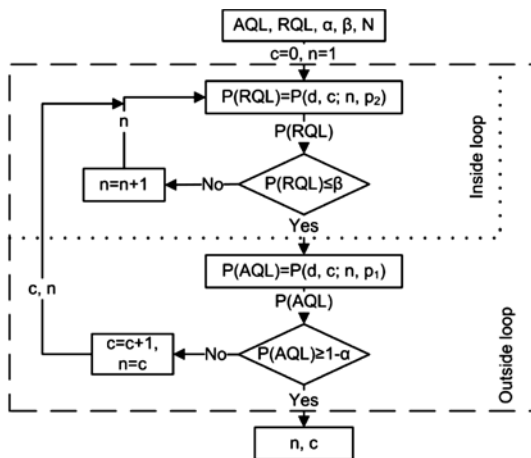 AQL, RQL, α, β, N
c=0, n=1
P(RQL)=P(d, c; n, p₂)
n
P(RQL)
n=n+1
No
P(RQL)≤β
Inside loop
Yes
P(AQL)=P(d, c; n, p₁)
c, n
P(AQL)
c=c+1,
n=c
No
P(AQL)≥1-α
Outside loop
Yes
n, c